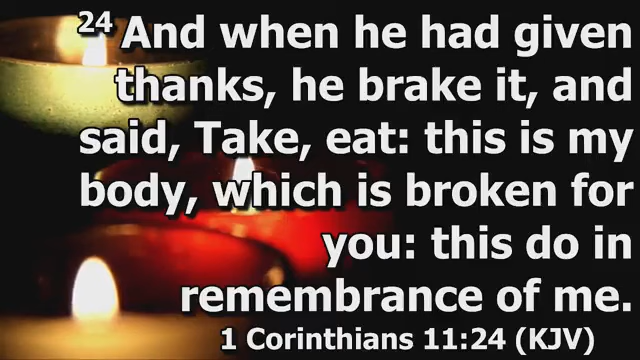 24 And when he had given
thanks, he brake it, and
said, Take, eat: this is my
body, which is broken for
you: this do in
remembrance of me.
1 Corinthians 11:24 (KJV)